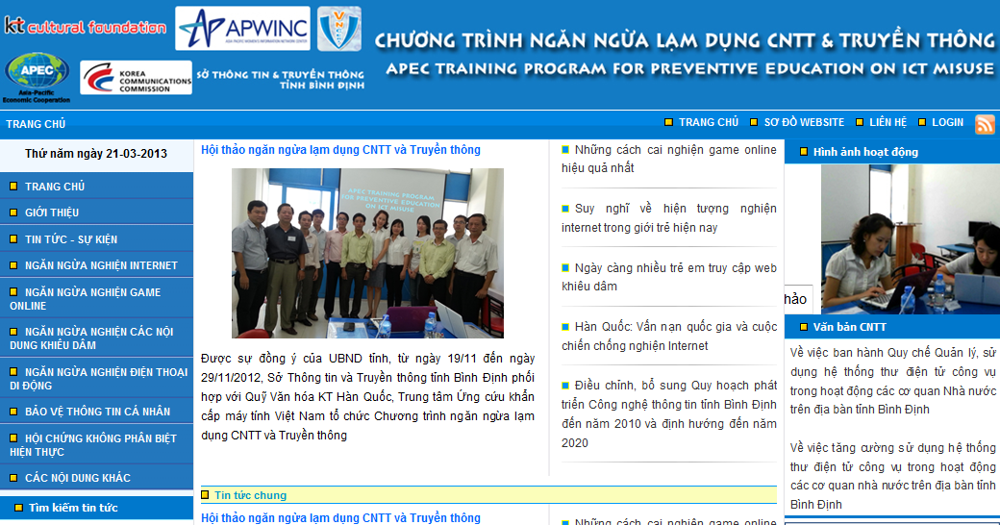 kt cultural foundation
APWINC
ASIA PACIFIC WOMEN'S INFORMATION NETWORK CENTER
APEC
Asia-Pacific
Economic Cooperation
KOREA
COMMUNICATIONS
COMMISSION
SỞ THÔNG TIN & TRUYỀN THÔNG
TỈNH BÌNH ĐỊNH
CHƯƠNG TRÌNH NGĂN NGỪA LẠM DỤNG CNTT & TRUYỀN THÔNG
APEC TRAINING PROGRAM FOR PREVENTIVE EDUCATION ON ICT MISUSE
TRANG CHỦ
TRANG CHỦ SƠ ĐỒ WEBSITE LIÊN HỆ LOGIN
Thứ năm ngày 21-03-2013
TRANG CHỦ
GIỚI THIỆU
TIN TỨC - SỰ KIỆN
NGĂN NGỪA NGHIỆN INTERNET
NGĂN NGỪA NGHIỆN GAME
ONLINE
NGĂN NGỪA NGHIỆN CÁC NỘI
DUNG KHIÊU DÂM
NGĂN NGỪA NGHIỆN ĐIỆN THOẠI
DI ĐỘNG
BẢO VỆ THÔNG TIN CÁ NHÂN
HỘI CHỨNG KHÔNG PHÂN BIỆT
HIỆN THỰC
CÁC NỘI DUNG KHÁC
Tìm kiếm tin tức
Hội thảo ngăn ngừa lạm dụng CNTT và Truyền thông
APEC TRAINING PROGRAM
FOR PREVENTIVE EDUCATION
ON ICT MISUSE
Được sự đồng ý của UBND tỉnh, từ ngày 19/11 đến ngày
29/11/2012, Sở Thông tin và Truyền thông tỉnh Bình Định phối
hợp với Quỹ Văn hóa KT Hàn Quốc, Trung tâm Ứng cứu khẩn
cấp máy tính Việt Nam tổ chức Chương trình ngăn ngừa lạm
dụng CNTT và Truyền thông
Những cách cai nghiện game online
hiệu quả nhất
Suy nghĩ về hiện tượng nghiện
internet trong giới trẻ hiện nay
Ngày càng nhiều trẻ em truy cập web
khiêu dâm
Hàn Quốc: Vấn nạn quốc gia và cuộc
chiến chống nghiện Internet
Điều chỉnh, bổ sung Quy hoạch phát
triển Công nghệ thông tin tỉnh Bình Định
đến năm 2010 và định hướng đến năm
2020
Tin tức chung
Hội thảo ngăn ngừa lạm dụng CNTT và Truyền thông
Những cách cai nghiện game online
Hình ảnh hoạt động
hảo
Văn bản CNTT
Về việc ban hành Quy chế Quản lý, sử
dụng hệ thống thư điện tử công vụ
trong hoạt động các cơ quan Nhà nước
trên địa bàn tỉnh Bình Định
Về việc tăng cường sử dụng hệ thống
thư điện tử công vụ trong hoạt động
các cơ quan nhà nước trên địa bàn tỉnh
Bình Định